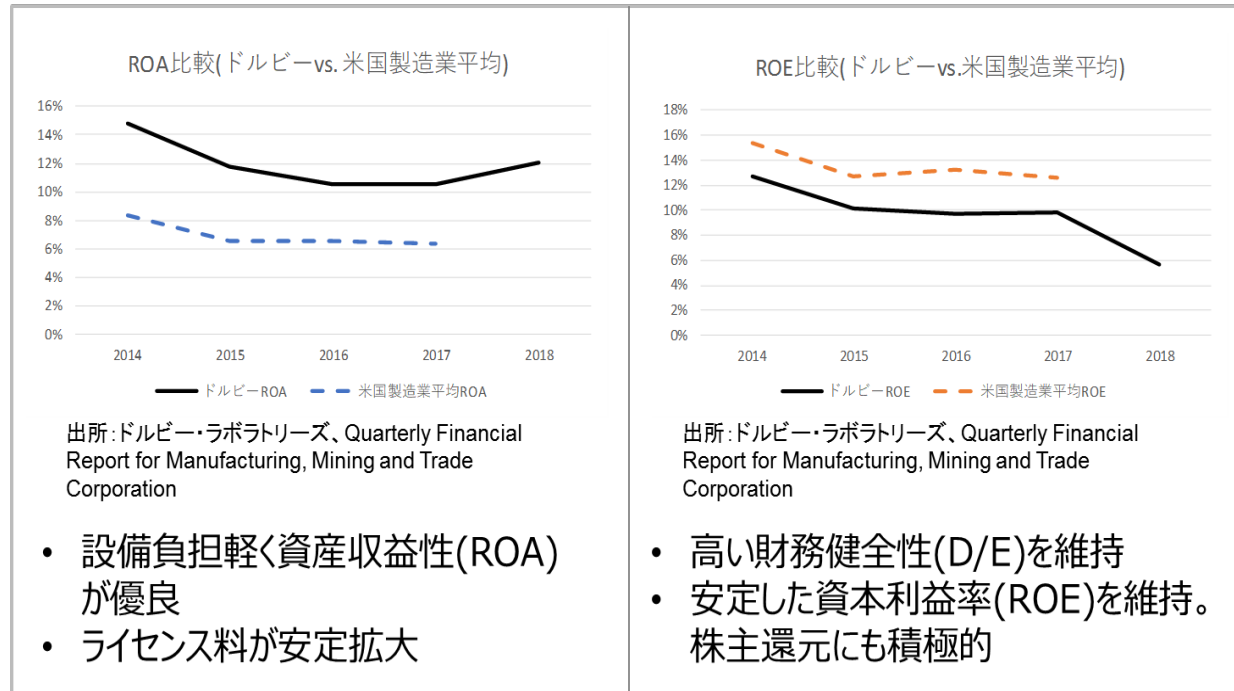 ROA比較(ドルビーvs. 米国製造業平均)
16%
14%
12%
10%
8%
6%
4%
2%
0%
2014 2015 2016 2017 2018
ドルビーROA 米国製造業平均ROA
出所:ドルビー・ラボラトリーズ、Quarterly Financial
Report for Manufacturing, Mining and Trade
Corporation
• 設備負担軽く資産収益性(ROA)
が優良
• ライセンス料が安定拡大
ROE比較(ドルビーvs.米国製造業平均)
18%
16%
14%
12%
10%
8%
6%
4%
2%
0%
2014 2015 2016 2017 2018
ドルビーROE 米国製造業平均ROE
出所:ドルビー・ラボラトリーズ、Quarterly Financial
Report for Manufacturing, Mining and Trade
Corporation
• 高い財務健全性(D/E)を維持
• 安定した資本利益率(ROE)を維持。
株主還元にも積極的